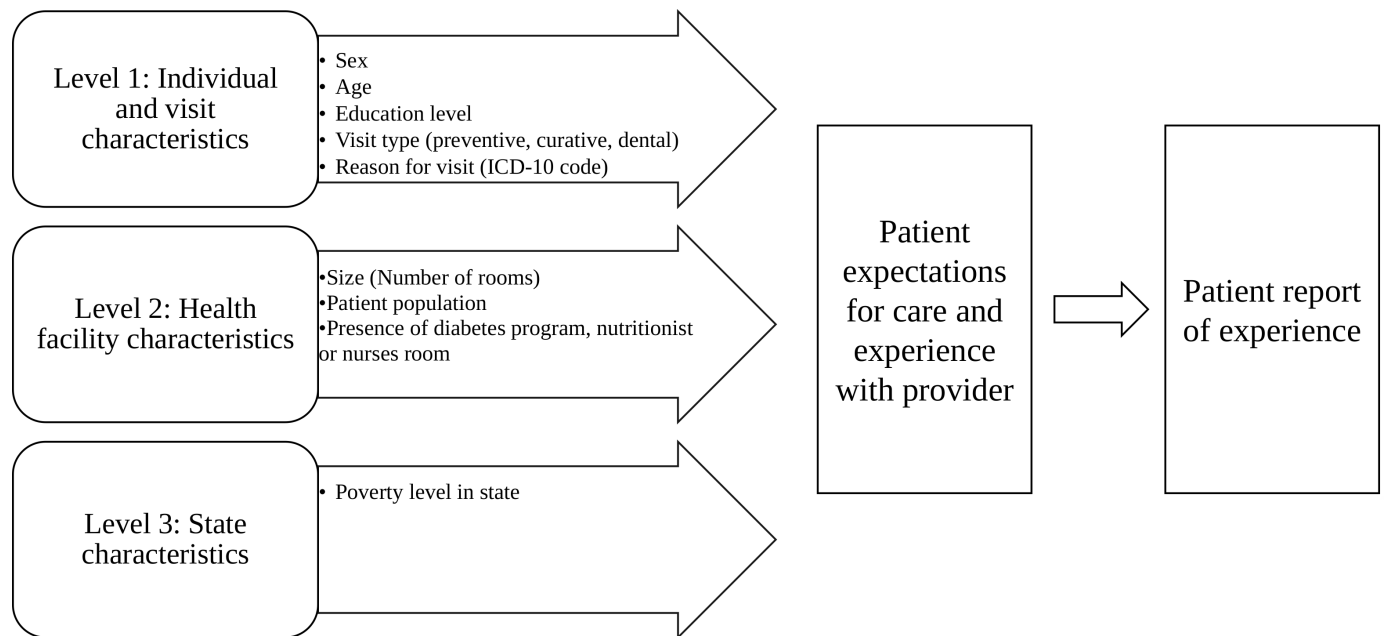 Level 1: Individual
and visit
characteristics
• Sex
• Age
• Education level
• Visit type (preventive, curative, dental)
• Reason for visit (ICD-10 code)
Level 2: Health
facility characteristics
•Size (Number of rooms)
•Patient population
•Presence of diabetes program, nutritionist
or nurses room
Level 3: State
characteristics
• Poverty level in state
Patient
expectations
for care and
experience
with provider
Patient report
of experience